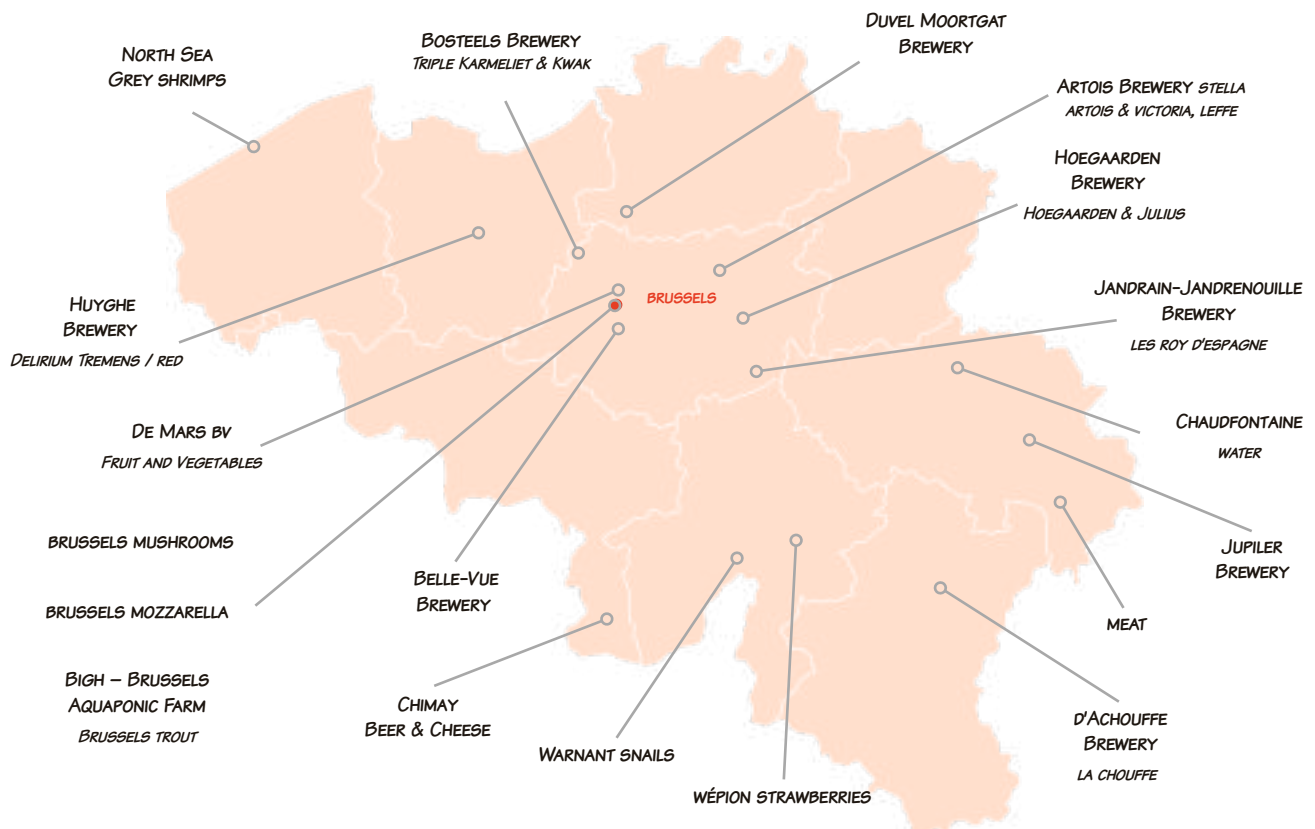 North Sea
Grey shrimps
Bosteels Brewery
Triple Karmeliet & Kwak
Duvel Moortgat
Brewery
Artois Brewery stella
artois & victoria, leffe
Hoegaarden
Brewery
Hoegaarden & Julius
Jandrain-Jandrenouille
Brewery
les roy d'espagne
Brussels
Huyghe
Brewery
Delirium Tremens / red
De Mars bv
Fruit and Vegetables
Chaudfontaine
water
brussels mushrooms
brussels mozzarella
Bigh – Brussels
Aquaponic Farm
Brussels trout
Belle-Vue
Brewery
Jupiler
Brewery
meat
Chimay
Beer & Cheese
Warnant snails
wépion strawberries
d'Achouffe
Brewery
la chouffe